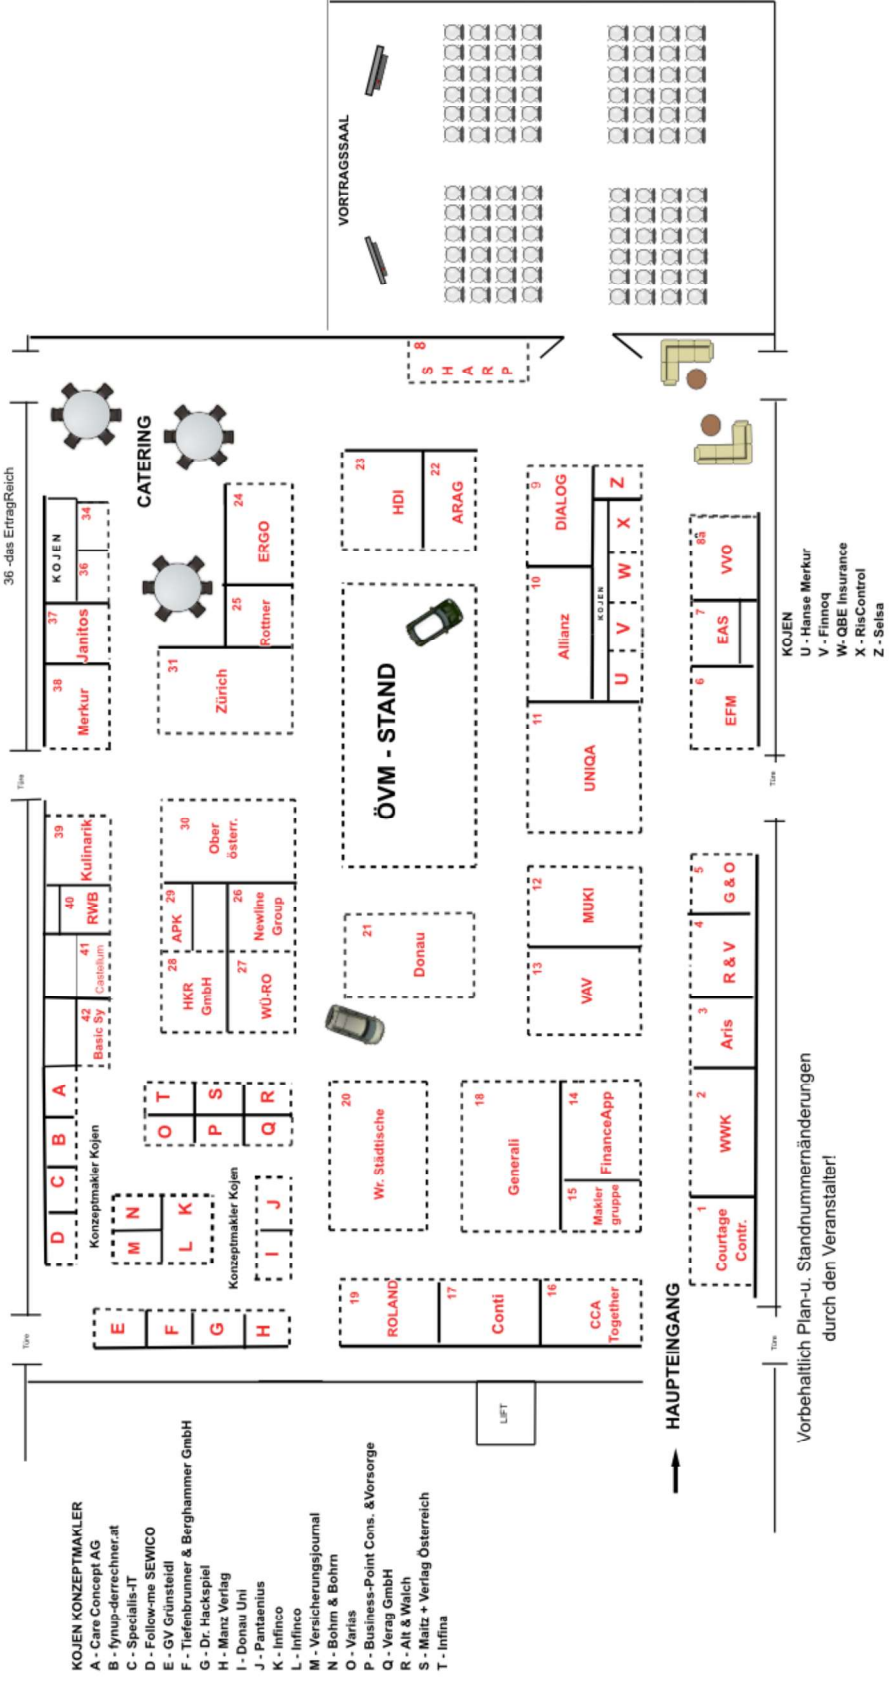 36 -das ErtragReich
VORTRAGSSAAL
CATERING
8
S H A R P
KOJEN
34
36
37
Janitos
38
Merkur
24
ERGO
25
Rottner
31
Zürich
23
HDI
22
ARAG
9
DIALOG
10
Allianz
KOJEN
Z
X
W
V
U
11
UNIQA
8a
VVO
7
EAS
6
EFM
ÖVM - STAND
Türe
Türe
39
Kulinarik
40
RWB
41
Castellum
42
Basic Sy
30
Ober
österr.
29
APK
26
Newline
Group
28
HKR
GmbH
27
WÜ-RO
21
Donau
12
MUKI
13
VAV
5
G & O
4
R & V
3
Aris
2
WWK
1
Courtage
Contr.
A
B
C
D
Konzeptmakler Kojen
T
S
R
O
P
Q
N
K
M
L
Konzeptmakler Kojen
J
I
E
F
G
H
20
Wr. Städtische
18
Generali
14
FinanceApp
15
Makler
gruppe
19
ROLAND
17
Conti
16
CCA
Together
Türe
Türe
LIFT
HAUPTEINGANG
KOJEN
U - Hanse Merkur
V - Finnoq
W- QBE Insurance
X - RisControl
Z - Selsa
Vorbehaltlich Plan-u. Standnummernänderungen
durch den Veranstalter!
KOJEN KONZEPTMAKLER
A - Care Concept AG
B - fynup-derrechner.at
C - Specialis-IT
D - Follow-me SEWICO
E - GV Grünsteidl
F - Tiefenbrunner & Berghammer GmbH
G - Dr. Hackspiel
H - Manz Verlag
I - Donau Uni
J - Pantaenius
K - Infinco
L - Infinco
M - Versicherungsjournal
N - Bohrn & Bohrn
O - Varias
P - Business-Point Cons. &Vorsorge
Q - Verag GmbH
R - Alt & Walch
S - Maitz + Verlag Österreich
T - Infina